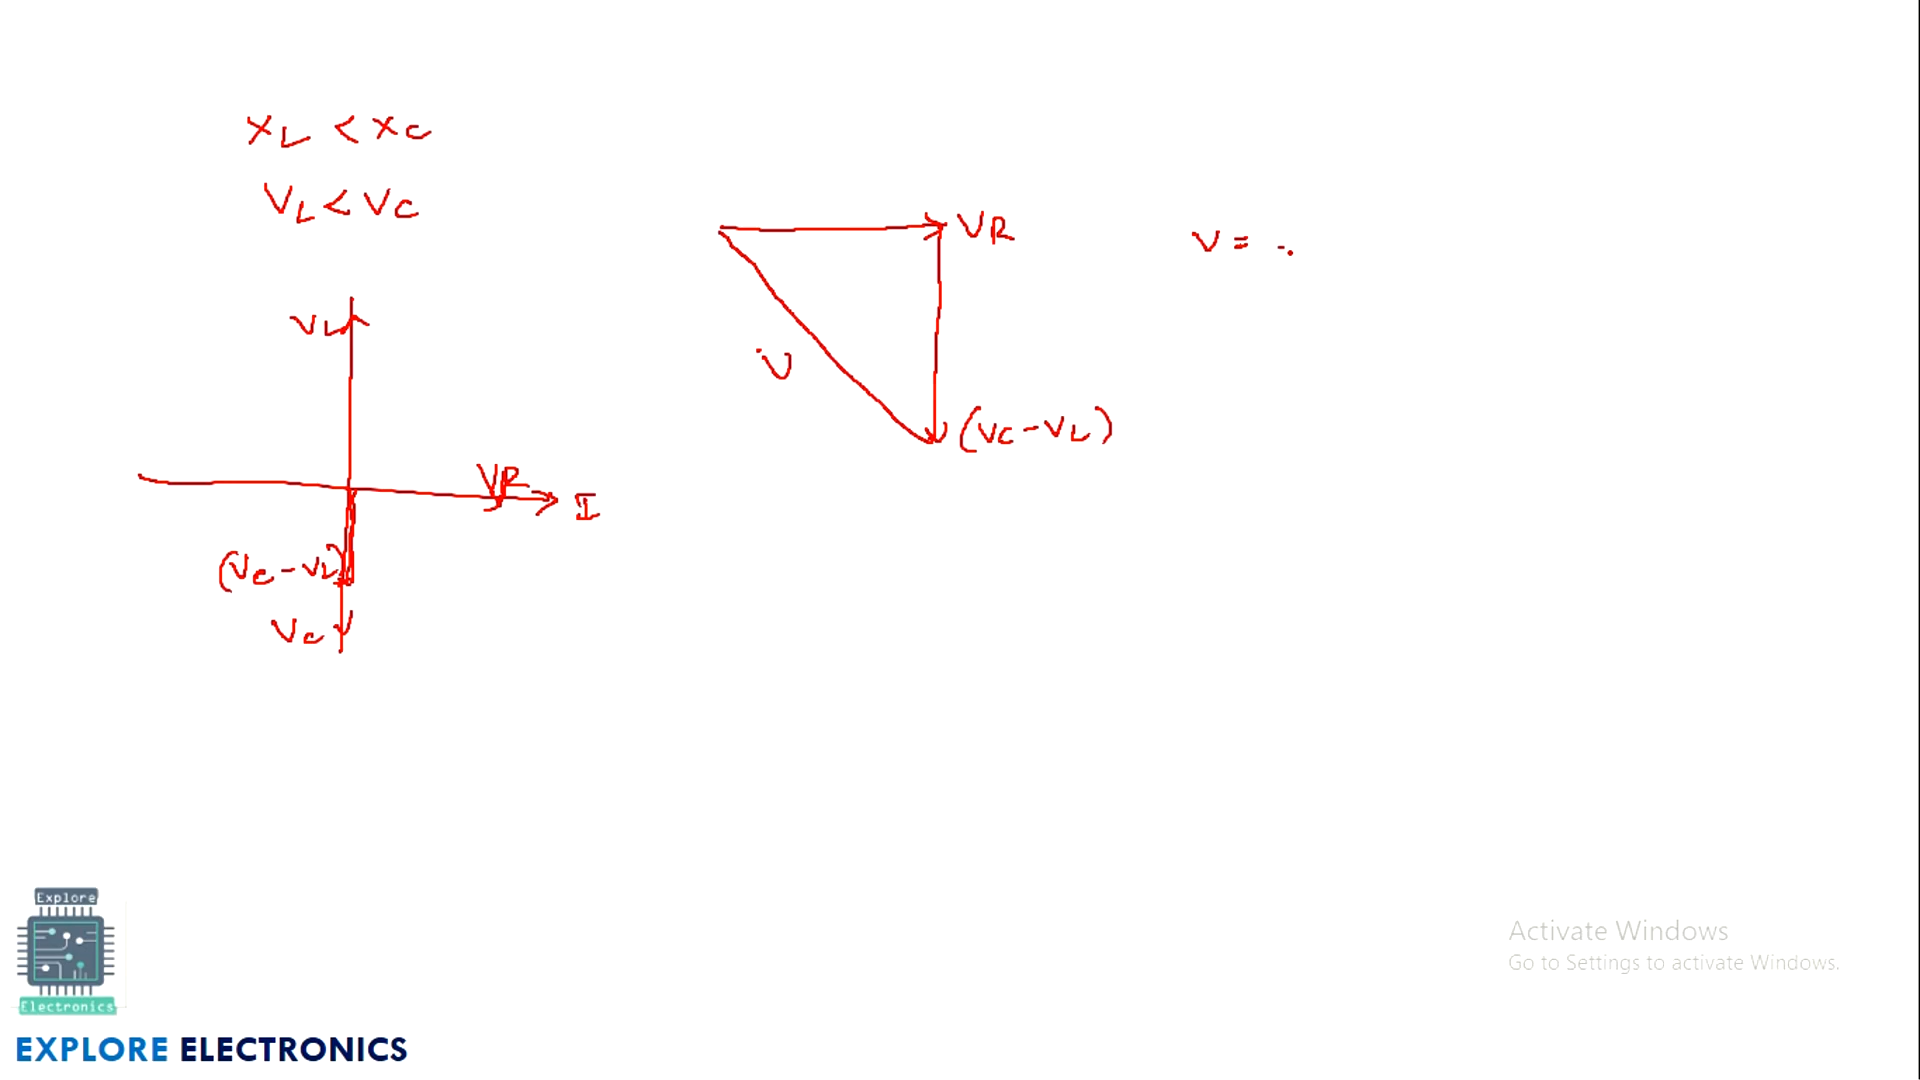 XL < XC
VL < VC
VR
V = 
V
(VC - VL)
VL
VR
I
(VC - VL)
VC
Explore
Electronics
EXPLORE ELECTRONICS
Activate Windows
Go to Settings to activate Windows.